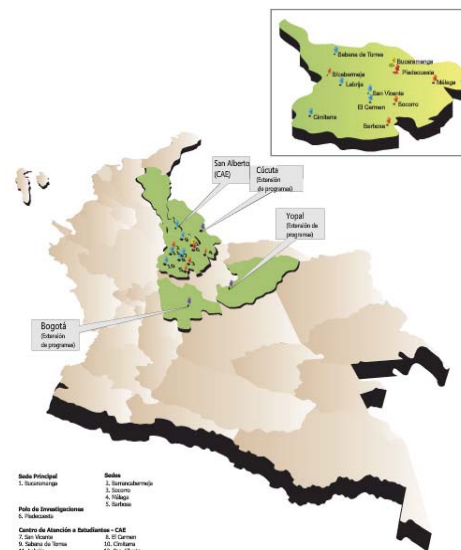 Sabana de Torres
Bucaramanga
Piedecuesta
B/cabermeja
Málaga
Lebrija
San Vicente
El Carmen
Socorro
Cimitarra
Barbosa
San Alberto
(CAE)
Cúcuta
(Extensión
de programas)
Yopal
(Extensión de
programas)
Bogotá
(Extensión
de programas)
Sede Principal
1. Bucaramanga
Sedes
2. Barrancabermeja
3. Socorro
4. Málaga
5. Barbosa
Polo de Investigaciones
6. Piedecuesta
Centro de Atención a Estudiantes - CAE
7. San Vicente
8. El Carmen
9. Sabana de Torres
10. Cimitarra